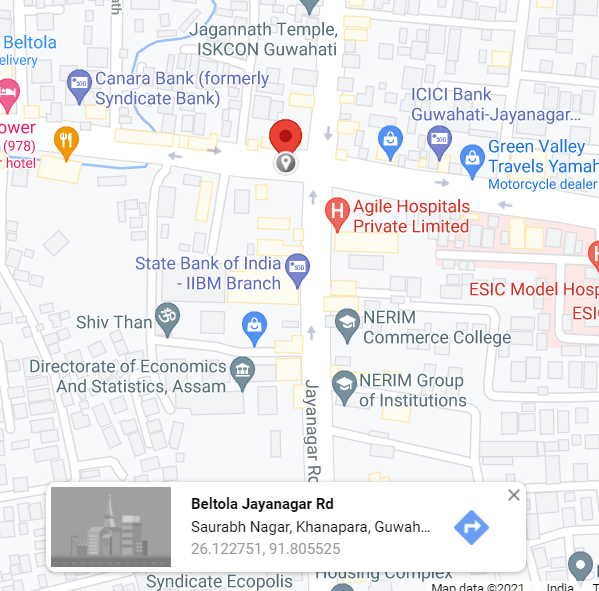 Jagannath Temple,
ISKCON Guwahati
Beltola
elivery
Canara Bank (formerly
Syndicate Bank)
ICICI Bank
Guwahati-Jayanagar...
ower
(978)
hotel
Green Valley
Travels Yamah
Motorcycle dealer
Agile Hospitals
Private Limited
State Bank of India
- IIBM Branch
ESIC Model Hosp
ESIC
Shiv Than
NERIM
Commerce College
Directorate of Economics
And Statistics, Assam
NERIM Group
of Institutions
Jayanagar Rd
Beltola Jayanagar Rd
Saurabh Nagar, Khanapara, Guwah...
26.122751, 91.805525
Housing Complex
Syndicate Ecopolis
Map data ©2021 India